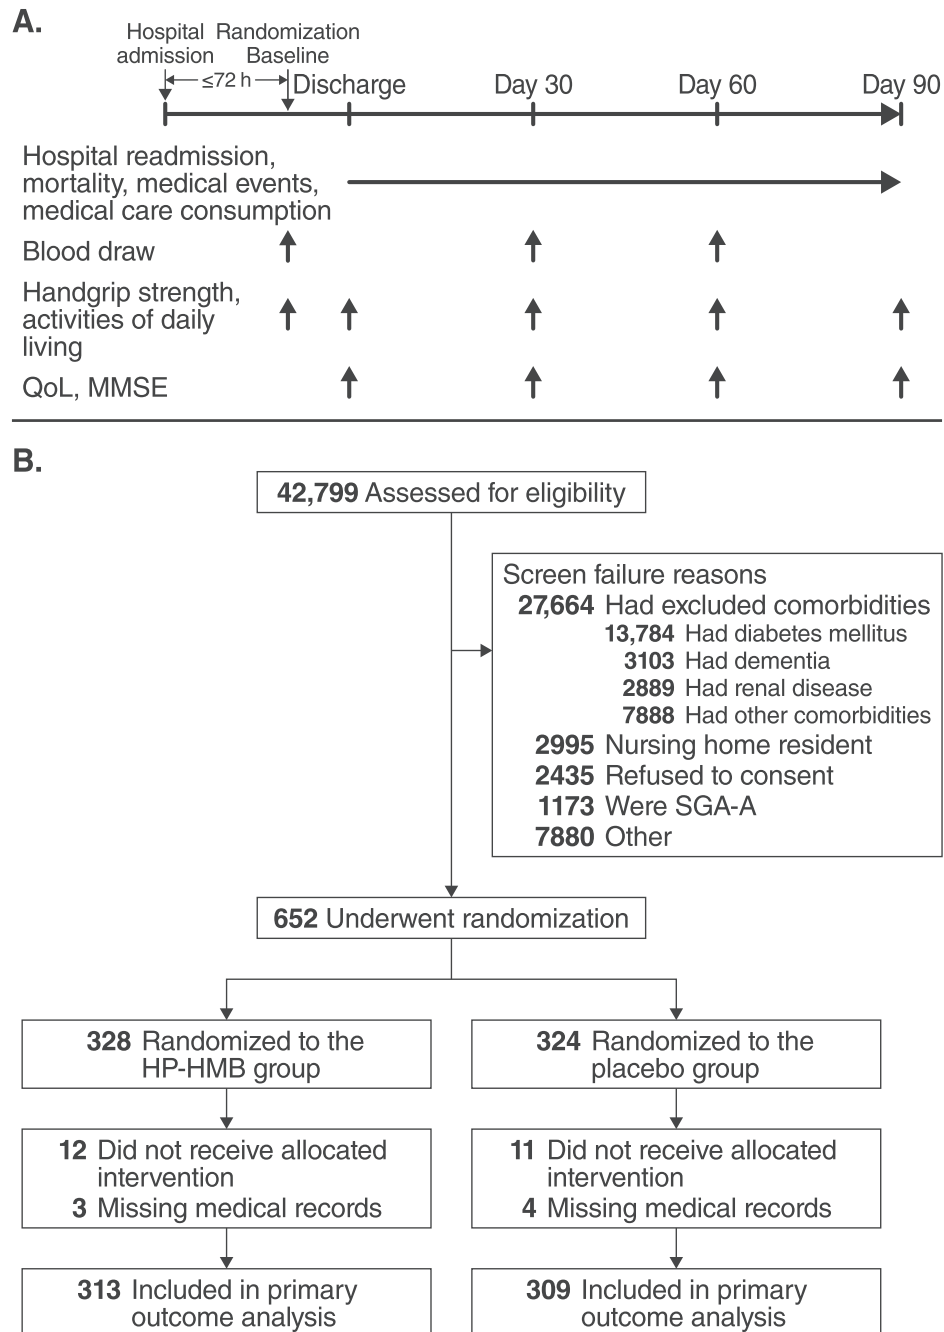 A.
Hospital Randomization
admission Baseline
≤72 h
Discharge Day 30 Day 60 Day 90
Hospital readmission,
mortality, medical events,
medical care consumption
Blood draw
Handgrip strength,
activities of daily
living
QoL, MMSE
B.
42,799 Assessed for eligibility
Screen failure reasons
27,664 Had excluded comorbidities
13,784 Had diabetes mellitus
3103 Had dementia
2889 Had renal disease
7888 Had other comorbidities
2995 Nursing home resident
2435 Refused to consent
1173 Were SGA-A
7880 Other
652 Underwent randomization
328 Randomized to the
HP-HMB group
324 Randomized to the
placebo group
12 Did not receive allocated
intervention
3 Missing medical records
11 Did not receive allocated
intervention
4 Missing medical records
313 Included in primary
outcome analysis
309 Included in primary
outcome analysis